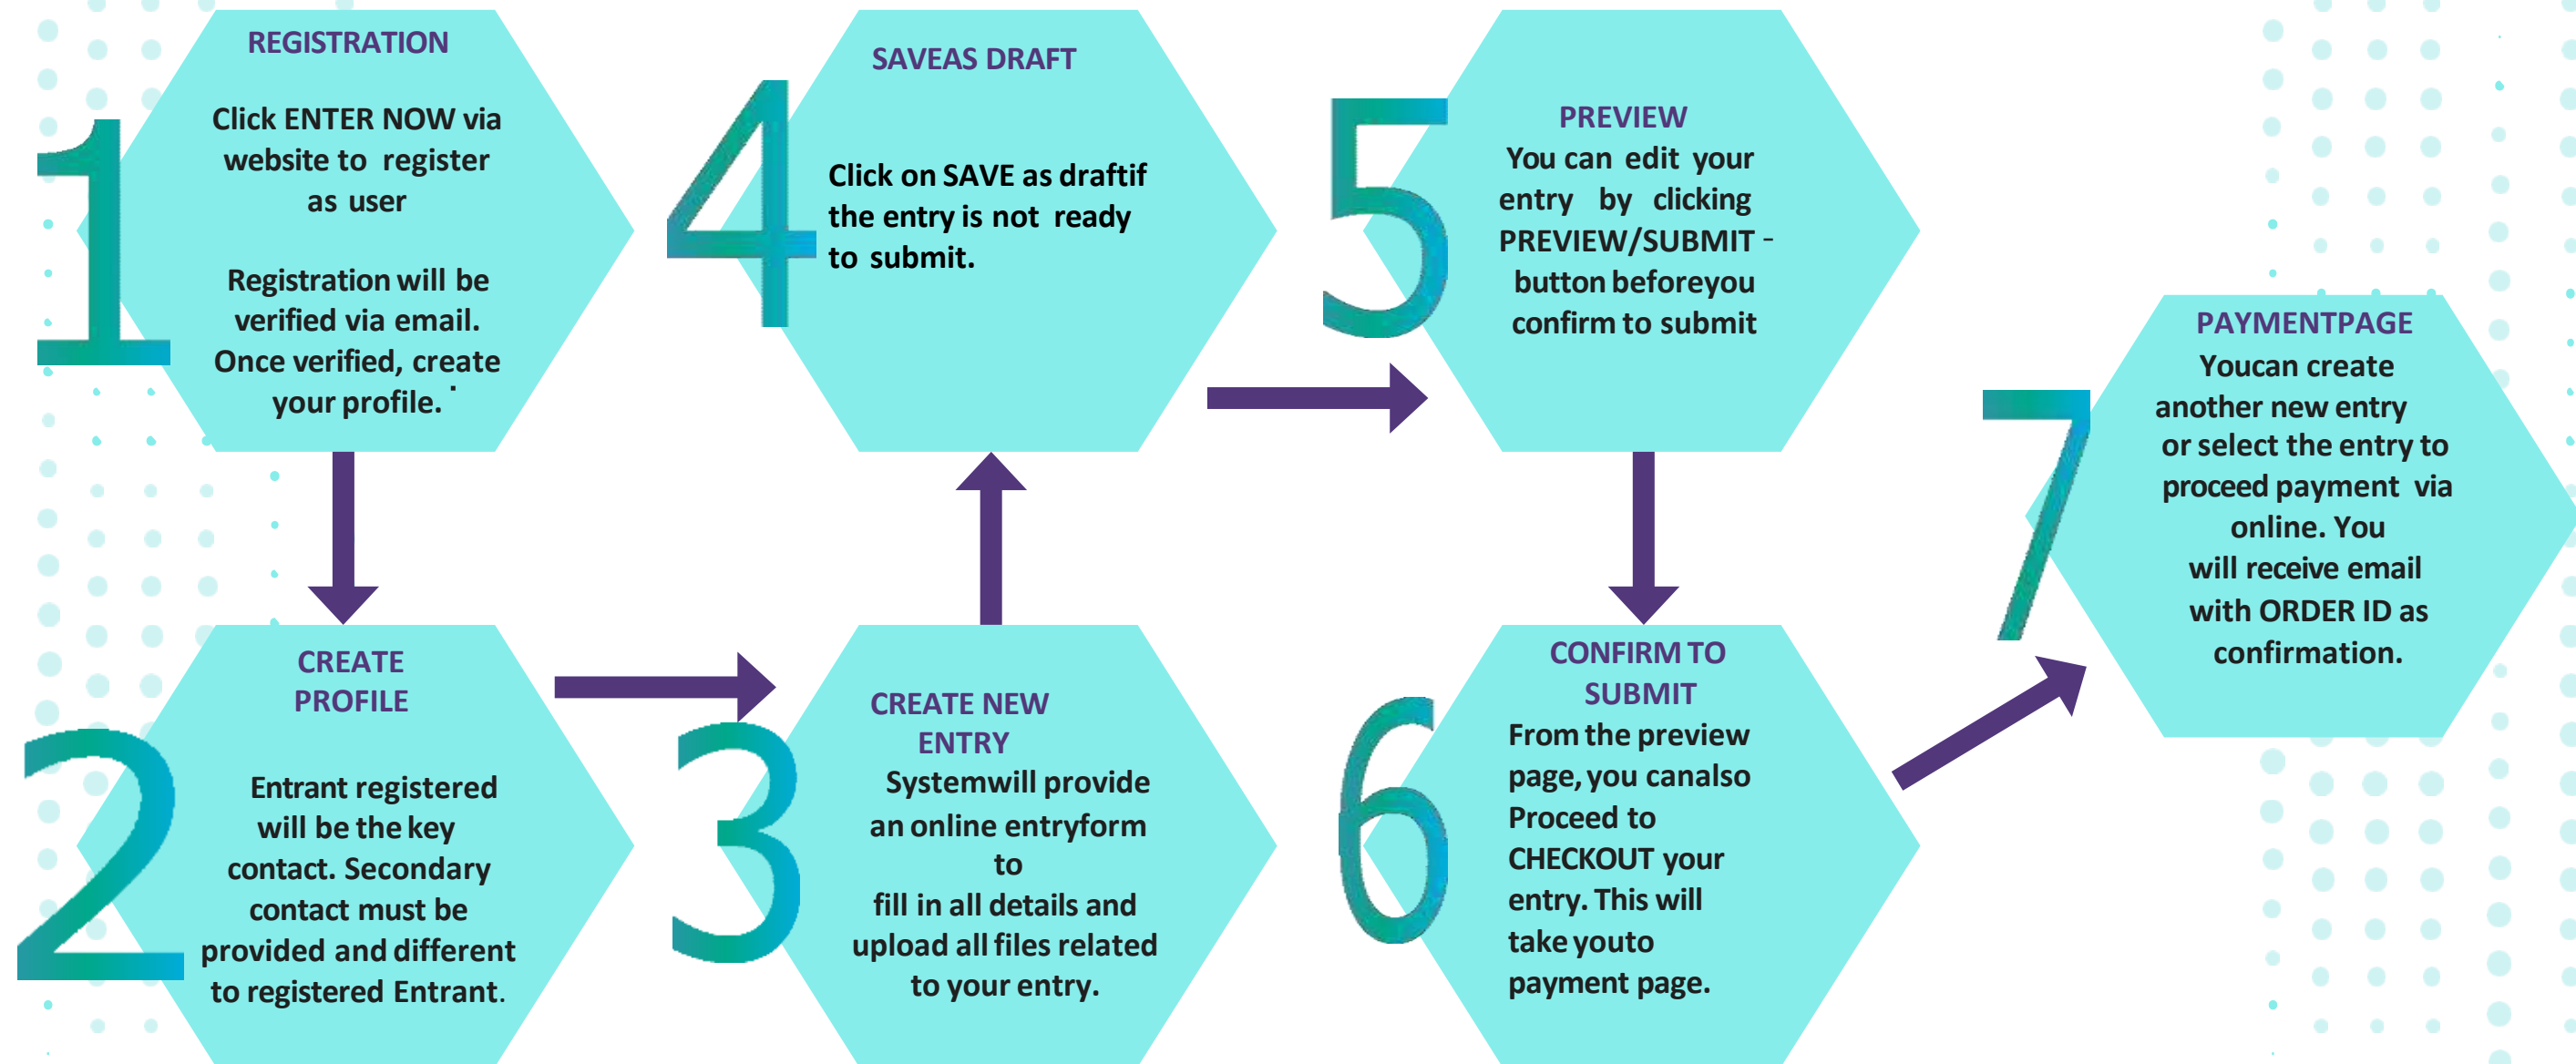 1
REGISTRATION
Click ENTER NOW via
website to register
as user
Registration will be
verified via email.
Once verified, create
your profile.
2
CREATE
PROFILE
Entrant registered
will be the key
contact. Secondary
contact must be
provided and different
to registered Entrant.
3
CREATE NEW
ENTRY
Systemwill provide
an online entryform
to
fill in all details and
upload all files related
to your entry.
4
SAVEAS DRAFT
Click on SAVE as draftif
the entry is not ready
to submit.
5
PREVIEW
You can edit your
entry by clicking
PREVIEW/SUBMIT -
button beforeyou
confirm to submit
6
CONFIRM TO
SUBMIT
From the preview
page, you canalso
Proceed to
CHECKOUT your
entry. This will
take youto
payment page.
7
PAYMENTPAGE
Youcan create
another new entry
or select the entry to
proceed payment via
online. You
will receive email
with ORDER ID as
confirmation.